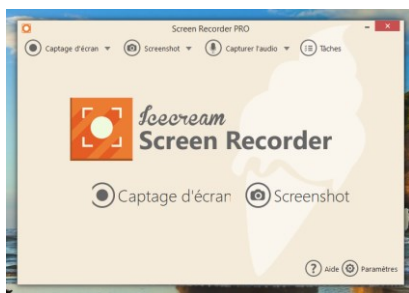 Screen Recorder PRO
Captage d'écran Screenshot Capturer l'audio Tâches
Icecream
Screen Recorder
Captage d'écran Screenshot
Aide Paramètres